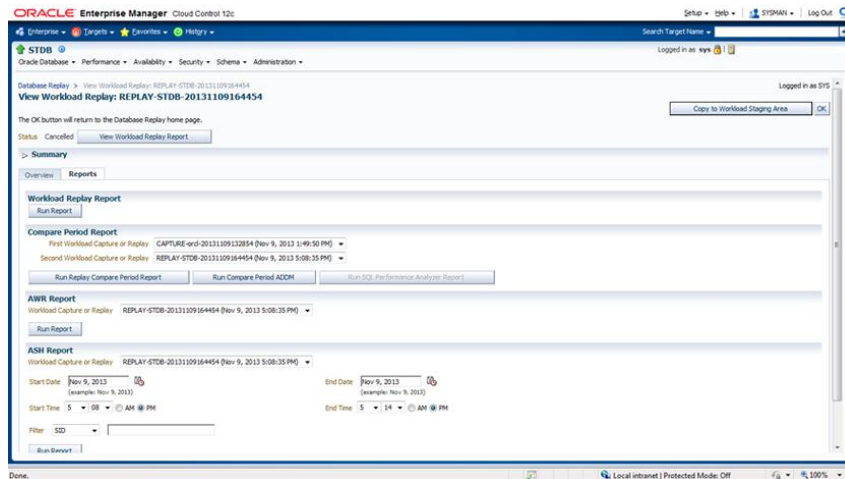 ORACLE Enterprise Manager Cloud Control 12c
Setup Help SYSMAN Log Out
Enterprise Targets Favorites History
Search Target Name
STDB
Logged in as sys
Oracle Database Performance Availability Security Schema Administration
Database Replay > View Workload Replay: REPLAY-STDB-20131109164454
Logged in as SYS
View Workload Replay: REPLAY-STDB-20131109164454
Copy to Workload Staging Area OK
The OK button will return to the Database Replay home page.
Status Cancelled View Workload Replay Report
Summary
Overview Reports
Workload Replay Report
Run Report
Compare Period Report
First Workload Capture or Replay CAPTURE-orcl-20131109132854 (Nov 9, 2013 1:49:50 PM)
Second Workload Capture or Replay REPLAY-STDB-20131109164454 (Nov 9, 2013 5:08:35 PM)
Run Replay Compare Period Report Run Compare Period ADDM Run SQL Performance Analyzer Report
AWR Report
Workload Capture or Replay REPLAY-STDB-20131109164454 (Nov 9, 2013 5:08:35 PM)
Run Report
ASH Report
Workload Capture or Replay REPLAY-STDB-20131109164454 (Nov 9, 2013 5:08:35 PM)
Start Date Nov 9, 2013 End Date Nov 9, 2013
(example: Nov 9, 2013) (example: Nov 9, 2013)
Start Time 5 08 AM PM End Time 5 14 AM PM
Filter SID
Run Report
Done. Local intranet | Protected Mode: Off 100%